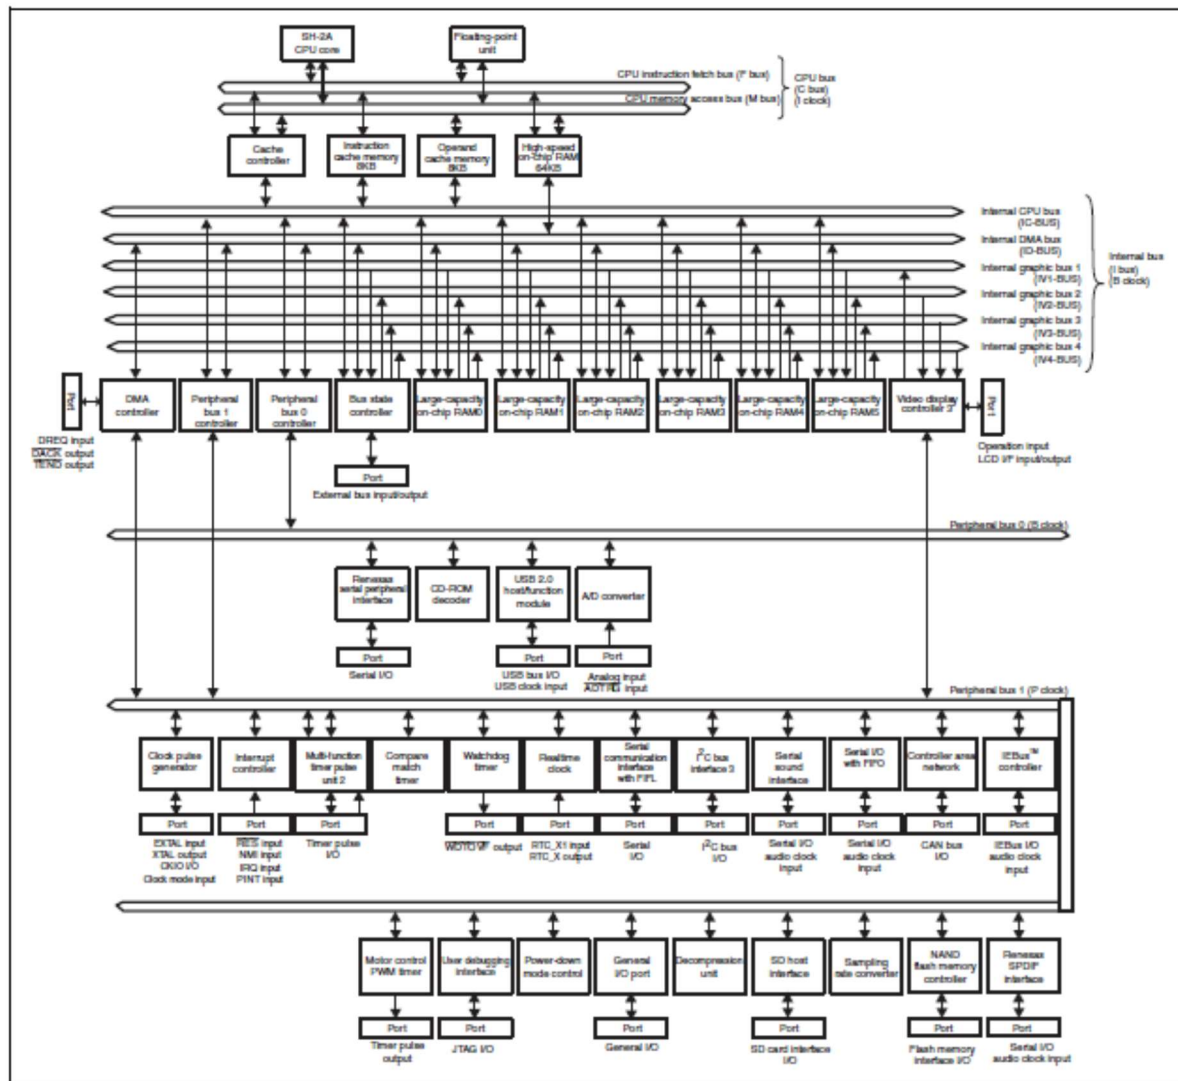 SH-2A
CPU core
Floating-point
unit
CPU instruction fetch bus (F bus)
CPU memory access bus (M bus)
CPU bus
(C bus)
(I clock)
Cache
controller
Instruction
cache memory
8KB
Operand
cache memory
8KB
High-speed
on-chip RAM
64KB
Internal CPU bus
(IC-BUS)
Internal DMA bus
(ID-BUS)
Internal graphic bus 1
(IV1-BUS)
Internal graphic bus 2
(IV2-BUS)
Internal graphic bus 3
(IV3-BUS)
Internal graphic bus 4
(IV4-BUS)
Internal bus
(I bus)
(B clock)
Port
DMA
controller
Peripheral
bus 1
controller
Peripheral
bus 0
controller
Bus state
controller
Large-capacity
on-chip RAM0
Large-capacity
on-chip RAM1
Large-capacity
on-chip RAM2
Large-capacity
on-chip RAM3
Large-capacity
on-chip RAM4
Large-capacity
on-chip RAM5
Video display
controller 3
Port
DREQ input
DACK output
TEND output
Operation input
LCD I/F input/output
Port
External bus input/output
Peripheral bus 0 (B clock)
Renesas
serial peripheral
interface
CD-ROM
decoder
USB 2.0
host/function
module
A/D converter
Port
Port
Port
Serial I/O
USB bus I/O
USB clock input
Analog input
ADTRG input
Peripheral bus 1 (P clock)
Clock pulse
generator
Interrupt
controller
Multi-function
timer pulse
unit 2
Compare
match
timer
Watchdog
timer
Realtime
clock
Serial
communication
interface
with FIFL
I2C bus
interface 3
Serial
sound
interface
Serial I/O
with FIFO
Controller area
network
IEBus™
controller
Port
Port
Port
Port
Port
Port
Port
Port
Port
Port
Port
EXTAL input
XTAL output
CKIO I/O
Clock mode input
RES input
NMI input
IRQ input
PINT input
Timer pulse
I/O
output
RTC_X1 input
RTC_X output
Serial
I/O
I2C bus
I/O
Serial I/O
audio clock
input
Serial I/O
audio clock
input
CAN bus
I/O
IEBus I/O
audio clock
input
Motor control
PWM timer
User debugging
interface
Power-down
mode control
General
I/O port
Decompression
unit
SD host
interface
Sampling
rate converter
NAND
flash memory
controller
Renesas
SPDIF
interface
Port
Port
Port
Port
Port
Port
Timer pulse
output
JTAG I/O
General I/O
SD card interface
I/O
Flash memory
interface I/O
Serial I/O
audio clock input